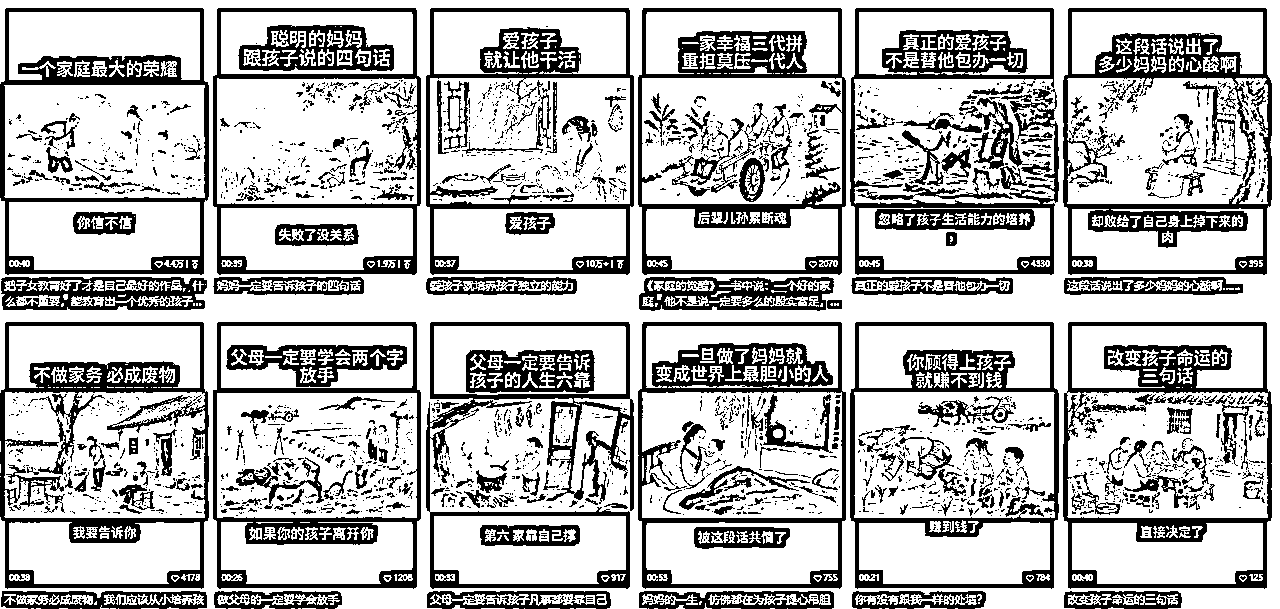 一个家庭最大的荣耀
你信不信
00:40
把子女教育好了才是自己最好的作品，什
么都不重要，能教育出一个优秀的孩子...
聪明的妈妈
跟孩子说的四句话
失败了没关系
妈妈一定要告诉孩子的四句话
爱孩子
就让他干活
爱孩子
00:37
爱孩子就培养孩子独立的能力
一家幸福三代拼
重担莫压一代人
后辈儿孙累断魂
00:45
2070
《家庭的觉醒》一书中说：一个好的家
庭，他不是说一定要多么的殷实富足，...
真正的爱孩子
不是替他包办一切
忽略了孩子生活能力的培养
，
00:45
4330
真正的爱孩子不是替他包办一切
这段话说出了
多少妈妈的心酸啊
却败给了自己身上掉下来的
肉
00:38
395
这段话说出了多少妈妈的心酸啊......
不做家务 必成废物
我要告诉你
00:38
4178
不做家务必成废物，我们应该从小培养孩
父母一定要学会两个字
放手
如果你的孩子离开你
00:26
1208
做父母的一定要学会放手
父母一定要告诉
孩子的人生六靠
第六 家靠自己撑
00:33
917
父母一定要告诉孩子凡事都要靠自己
一旦做了妈妈就
变成世界上最胆小的人
被这段话共情了
00:53
755
妈妈的一生，仿佛都在为孩子提心吊胆
你顾得上孩子
就赚不到钱
赚到钱了
00:21
784
你有没有跟我一样的处境？
改变孩子命运的
三句话
直接决定了
00:40
125
改变孩子命运的三句话